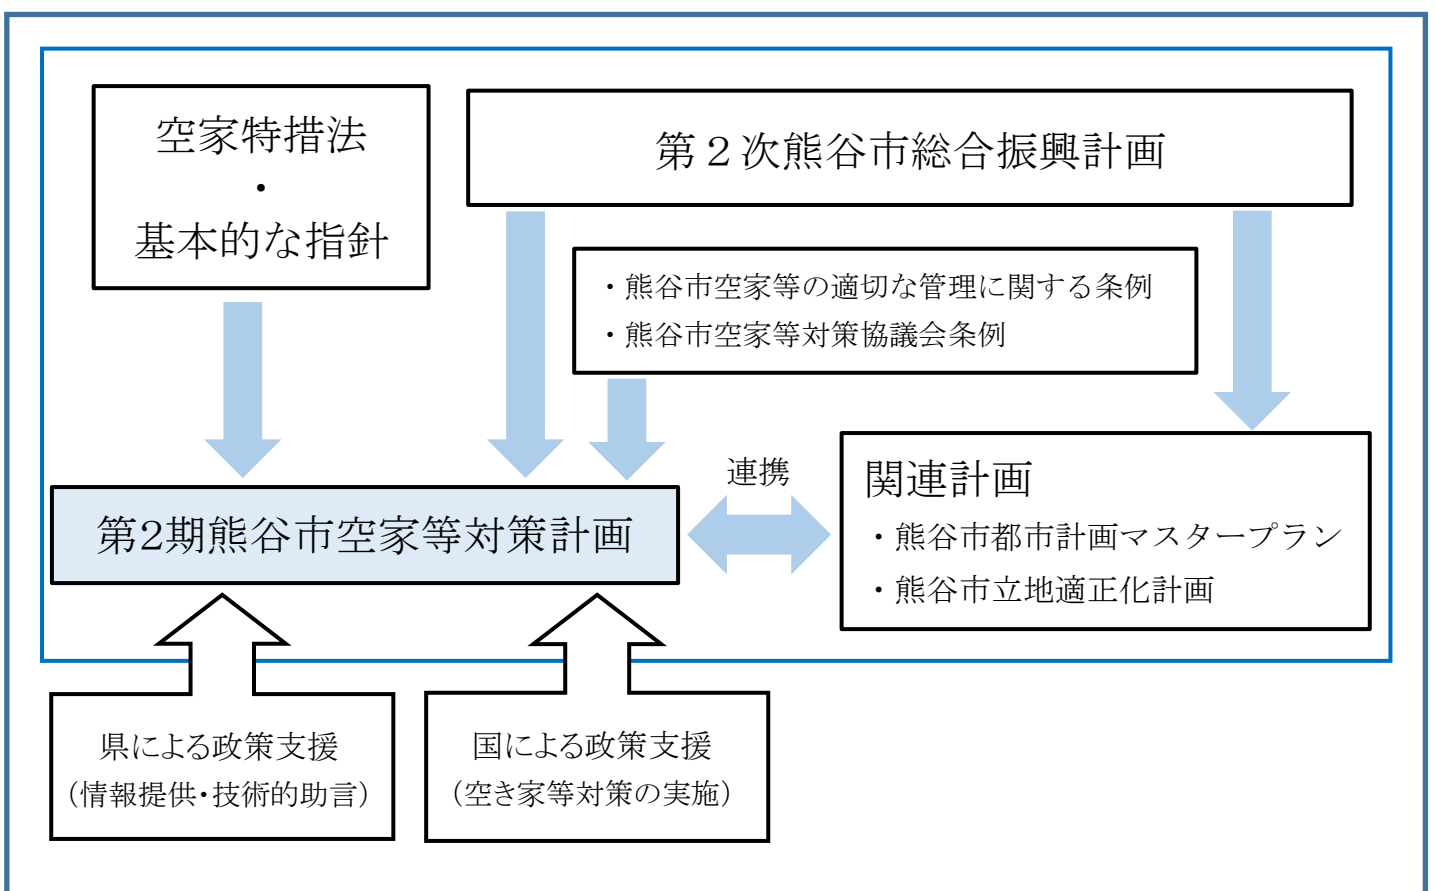 空家特措法
・
基本的な指針
第２次熊谷市総合振興計画
・熊谷市空家等の適切な管理に関する条例
・熊谷市空家等対策協議会条例
第2期熊谷市空家等対策計画
連携
関連計画
・熊谷市都市計画マスタープラン
・熊谷市立地適正化計画
県による政策支援
（情報提供・技術的助言）
国による政策支援
（空き家等対策の実施）